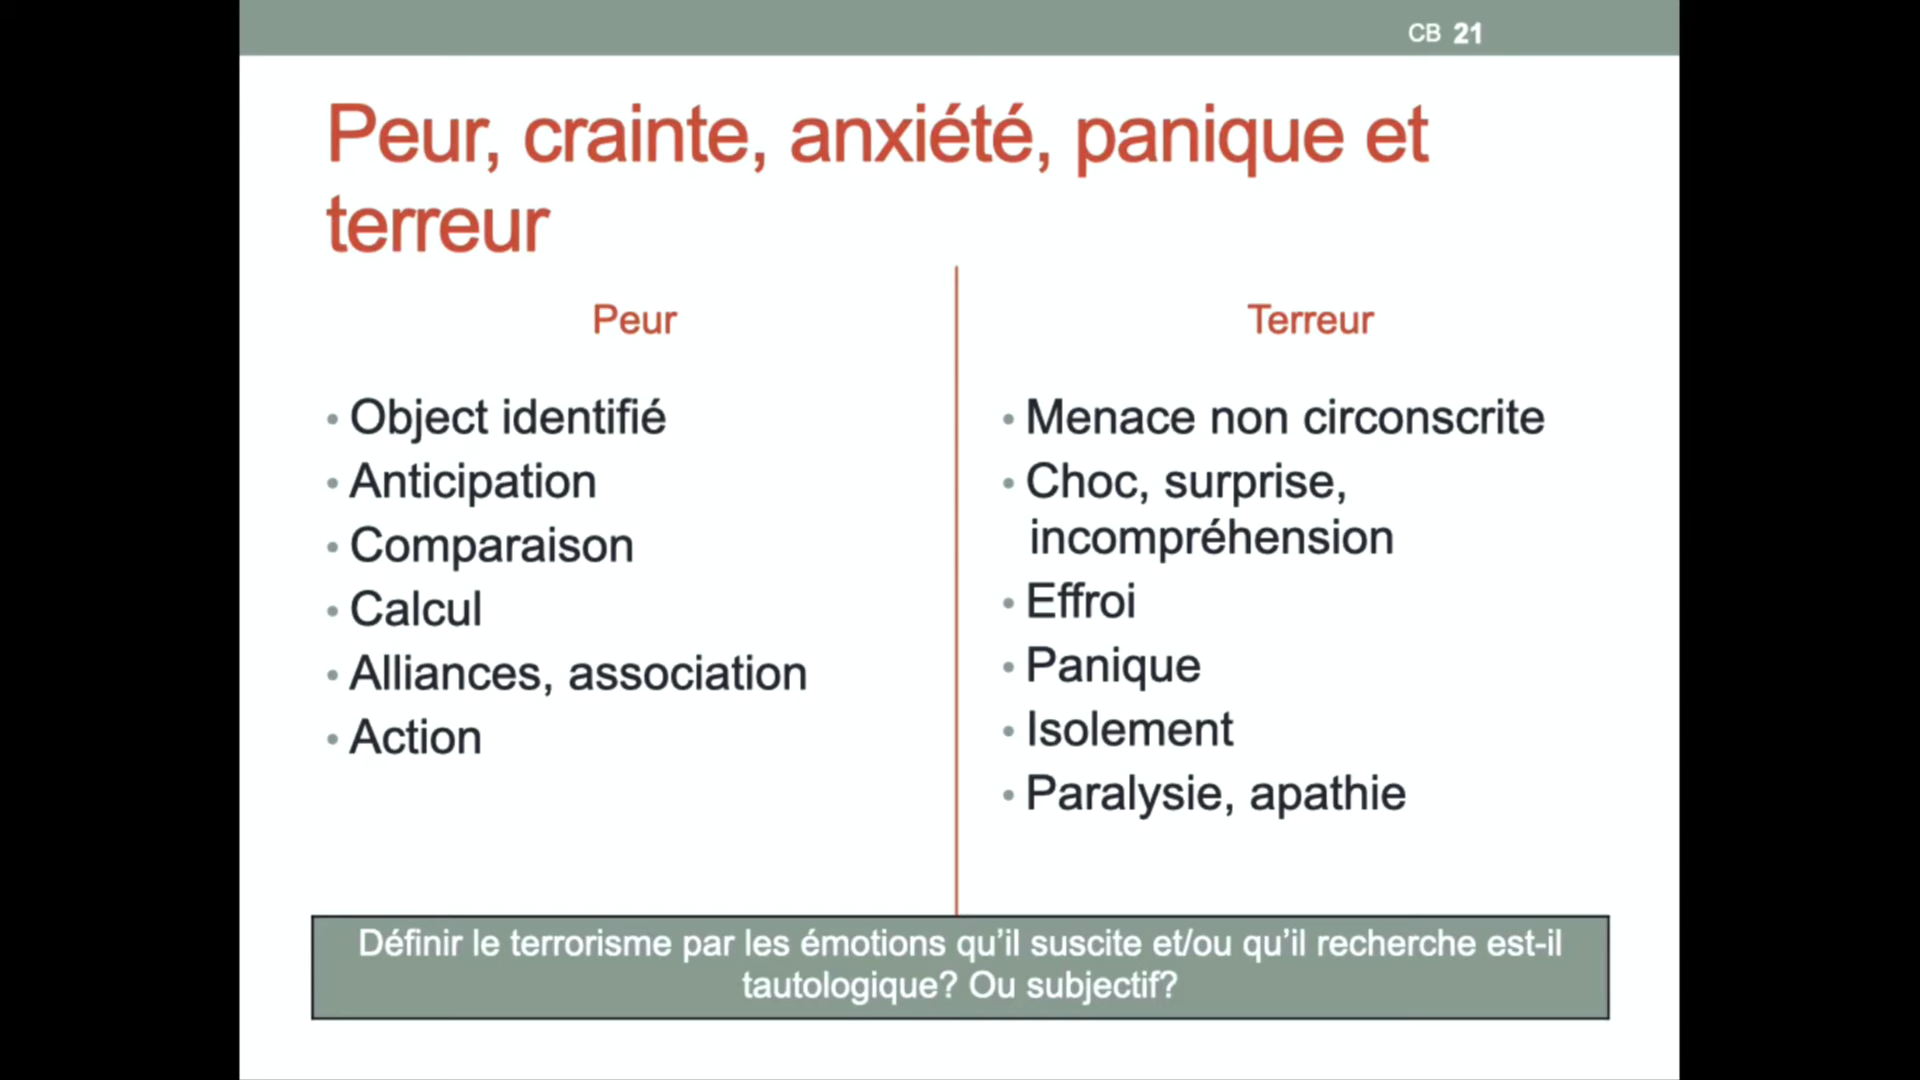 CB 21
Peur, crainte, anxiété, panique et
terreur
Peur
• Object identifié
• Anticipation
• Comparaison
• Calcul
• Alliances, association
• Action
Terreur
• Menace non circonscrite
• Choc, surprise,
incompréhension
• Effroi
• Panique
• Isolement
• Paralysie, apathie
Définir le terrorisme par les émotions qu’il suscite et/ou qu’il recherche est-il
tautologique? Ou subjectif?